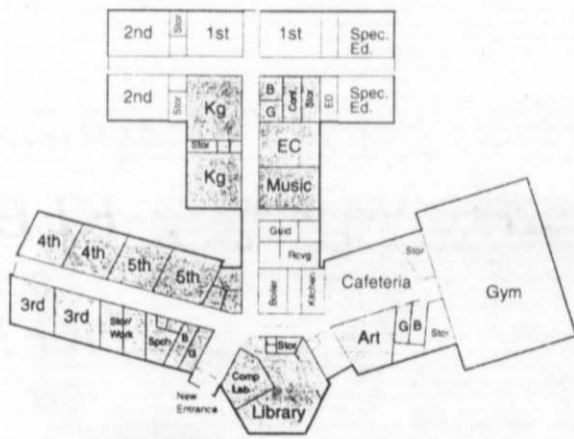 2nd
Stor
1st
1st
Spec.
Ed.
2nd
Stor
Kg
B
G
Conf.
Stor
ED
Spec.
Ed.
Stor
EC
Kg
Music
Guid
Rcvg
4th
4th
5th
5th
Boiler
Kitchen
Cafeteria
Stor
Gym
3rd
3rd
Stor/
Work
Spch
B
G
Stor
Art
G
B
Stor
New
Entrance
Comp
Lab
Library